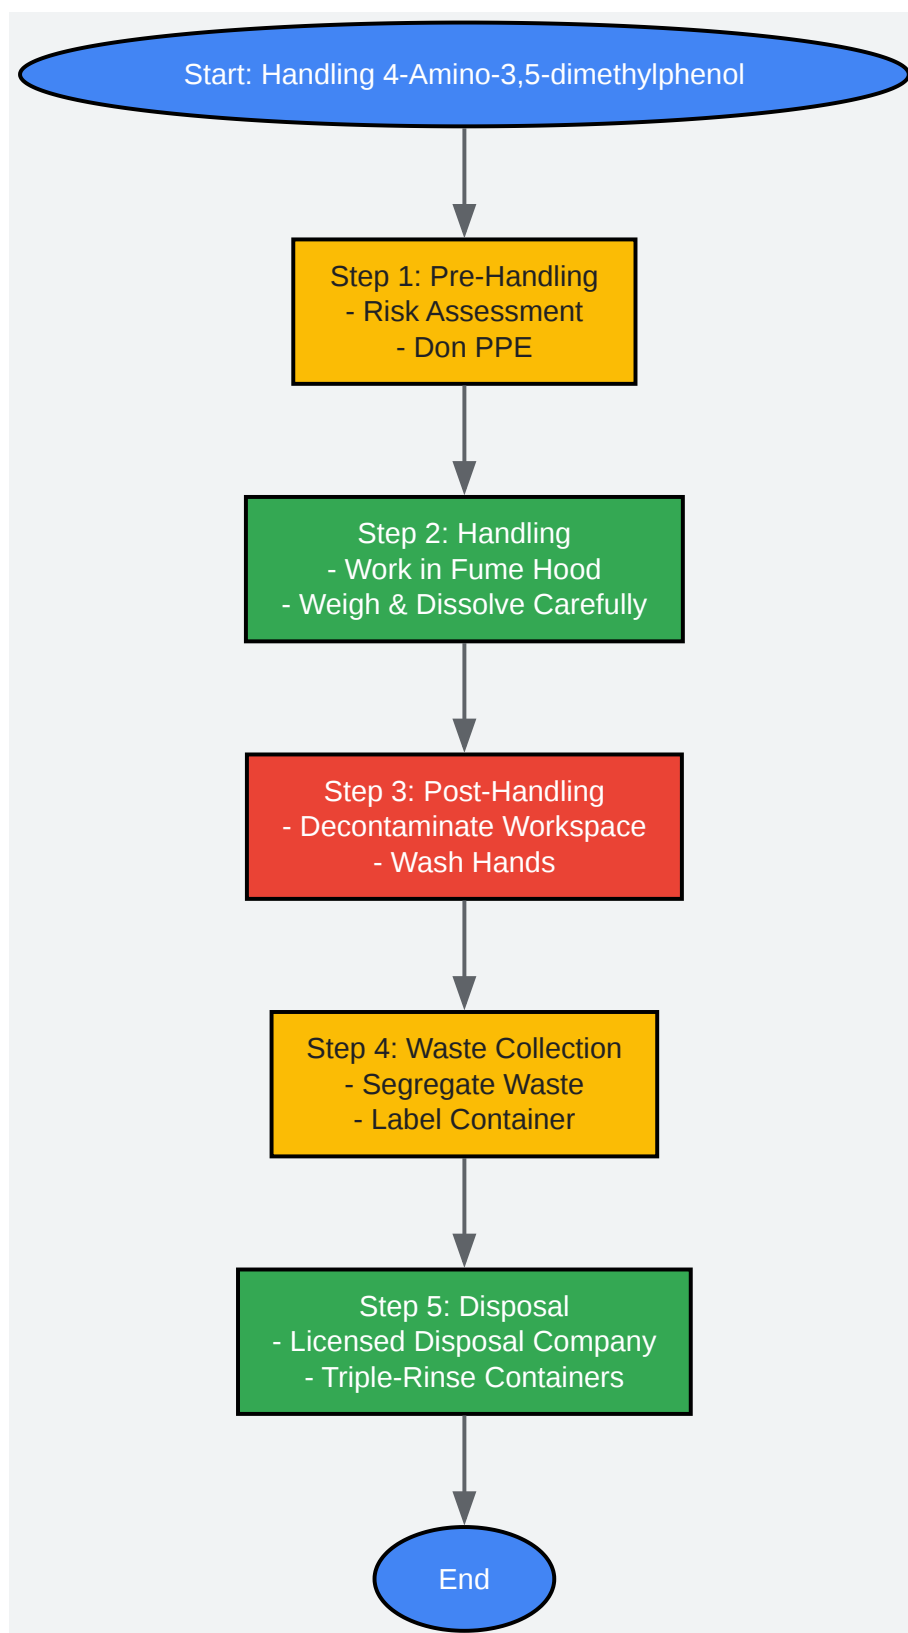 Start: Handling 4-Amino-3,5-dimethylphenol
Step 1: Pre-Handling
- Risk Assessment
- Don PPE
Step 2: Handling
- Work in Fume Hood
- Weigh & Dissolve Carefully
Step 3: Post-Handling
- Decontaminate Workspace
- Wash Hands
Step 4: Waste Collection
- Segregate Waste
- Label Container
Step 5: Disposal
- Licensed Disposal Company
- Triple-Rinse Containers
End